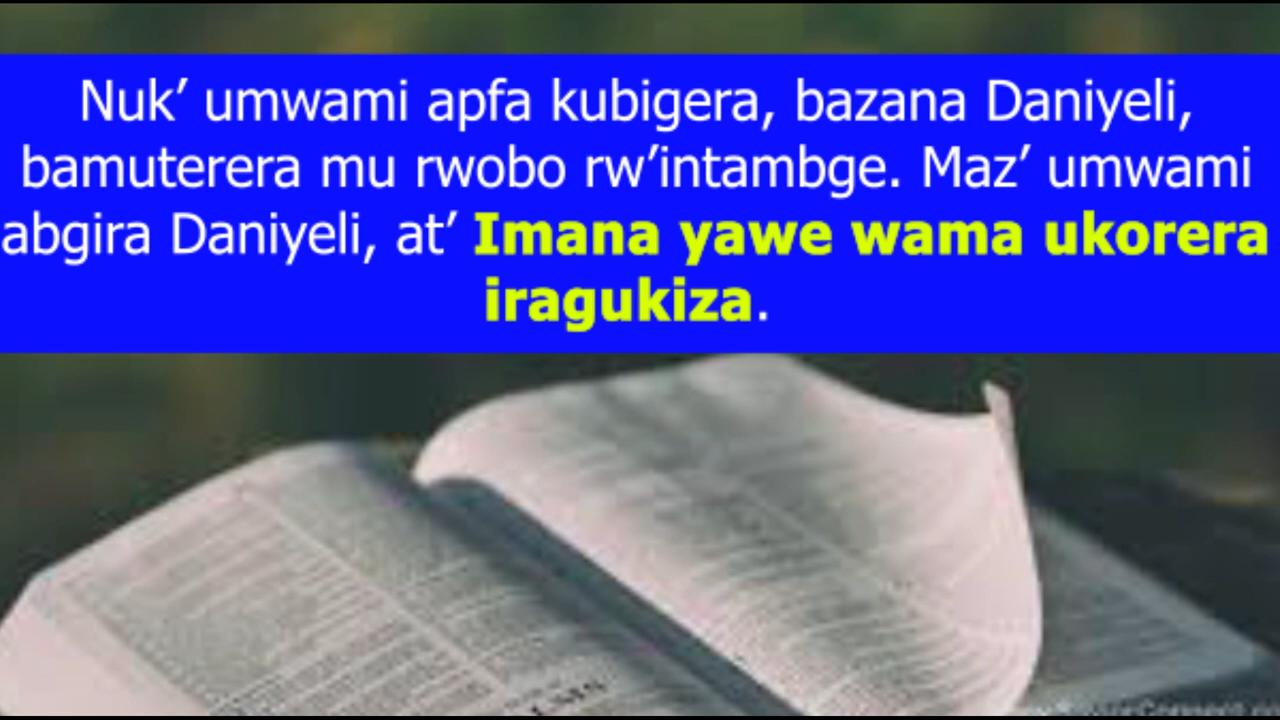 Nuk’ umwami apfa kubigera, bazana Daniyeli,
bamuterera mu rwobo rw’intambge. Maz’ umwami
abgira Daniyeli, at’ Imana yawe wama ukorera
iragukiza.